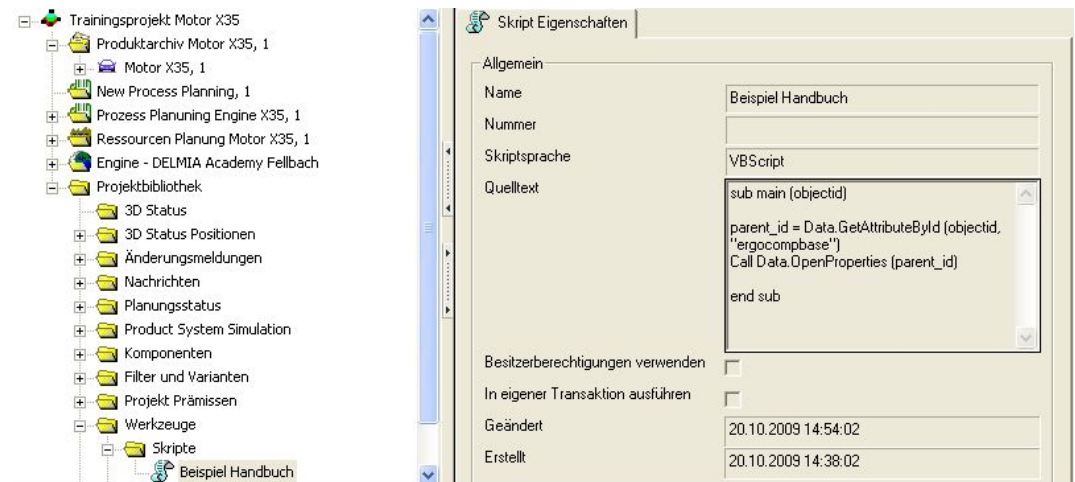 Trainingsprojekt Motor X35
Produktarchiv Motor X35, 1
Motor X35, 1
New Process Planning, 1
Prozess Planuning Engine X35, 1
Ressourcen Planung Motor X35, 1
Engine - DELMIA Academy Fellbach
Projektbibliothek
3D Status
3D Status Positionen
Änderungsmeldungen
Nachrichten
Planungsstatus
Product System Simulation
Komponenten
Filter und Varianten
Projekt Prämissen
Werkzeuge
Skripte
Beispiel Handbuch
Skript Eigenschaften
Allgemein
Name
Beispiel Handbuch
Nummer
Skriptsprache
VBScript
Quelltext
sub main (objectid)
parent_id = Data.GetAttributeById (objectid,
"ergocompbase")
Call Data.OpenProperties (parent_id)
end sub
Besitzerberechtigungen verwenden
In eigener Transaktion ausführen
Geändert
20.10.2009 14:54:02
Erstellt
20.10.2009 14:38:02